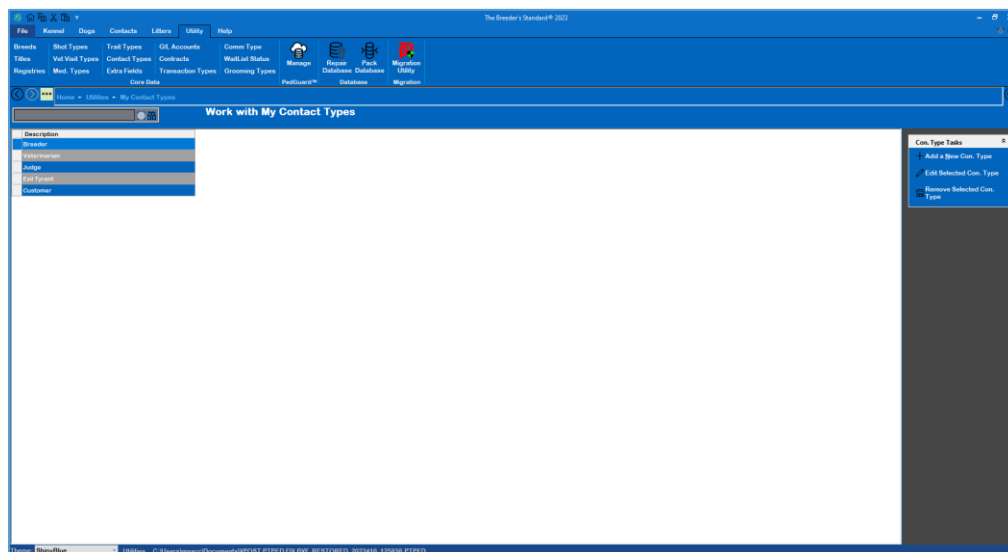 The Breeder's Standard® 2023
File Kennel Dogs Contacts Litters Utility Help
Breeds Shot Types Trait Types G/L Accounts Comm Type
Titles Vet Visit Types Contact Types Contracts WaitList Status
Registries Med. Types Extra Fields Transaction Types Grooming Types
Manage
Repair Database
Pack Database
Migration Utility
Core Data PedGuard™ Database Migration
Home Utilities My Contact Types
Work with My Contact Types
Description
Breeder
Veterinarian
Judge
Evil Tyrant
Customer
Con. Type Tasks
Add a New Con. Type
Edit Selected Con. Type
Remove Selected Con.
Type
Theme: ShinyBlue Utilities